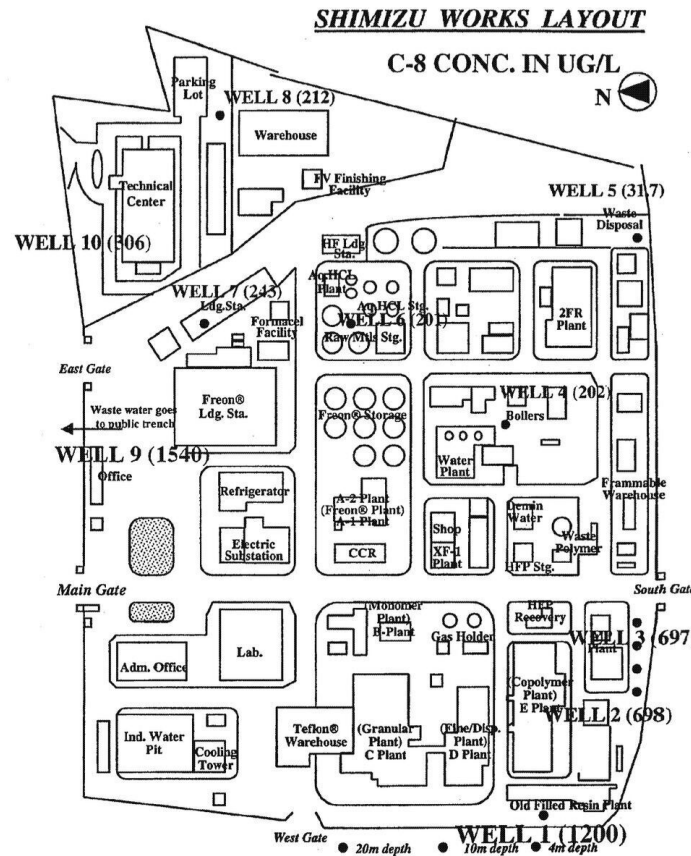 SHIMIZU WORKS LAYOUT
C-8 CONC. IN UG/L
N
Parking
Lot
WELL 8 (212)
Warehouse
FV Finishing
Facility
Technical
Center
WELL 5 (31.7)
Waste
Disposal
WELL 10 (306)
HF Ldg
Sta.
WELL 7 (243)
Ldg.Sta.
Formacel
Facility
Aq.HCL
Plant
Aq.HCL Stg.
WELL 6 (201)
Raw Mtls Stg.
2FR
Plant
East Gate
Freon®
Ldg. Sta.
Waste water goes
to public trench
Freon® Storage
WELL 4 (202)
Boilers
WELL 9 (1540)
Office
Water
Plant
Refrigerator
Frammable
Warehouse
A-2 Plant
(Freon® Plant)
A-1 Plant
Electric
Substation
CCR
Shop
XF-1
Plant
Demin
Water
Waste
Polymer
HFP Stg.
Main Gate
South Gate
(Monomer
Plant)
B-Plant
Gas Holder
HFP
Recovery
WELL 3 (697
Plant
Adm. Office
Lab.
(Copolymer
Plant)
E Plant
WELL 2 (698)
Ind. Water
Pit
Cooling
Tower
Teflon®
Warehouse
(Granular
Plant)
C Plant
(Fine/Disp.
Plant)
D Plant
Old Filled Resin Plant
West Gate
WELL 1 (1200)
20m depth
10m depth
4m depth